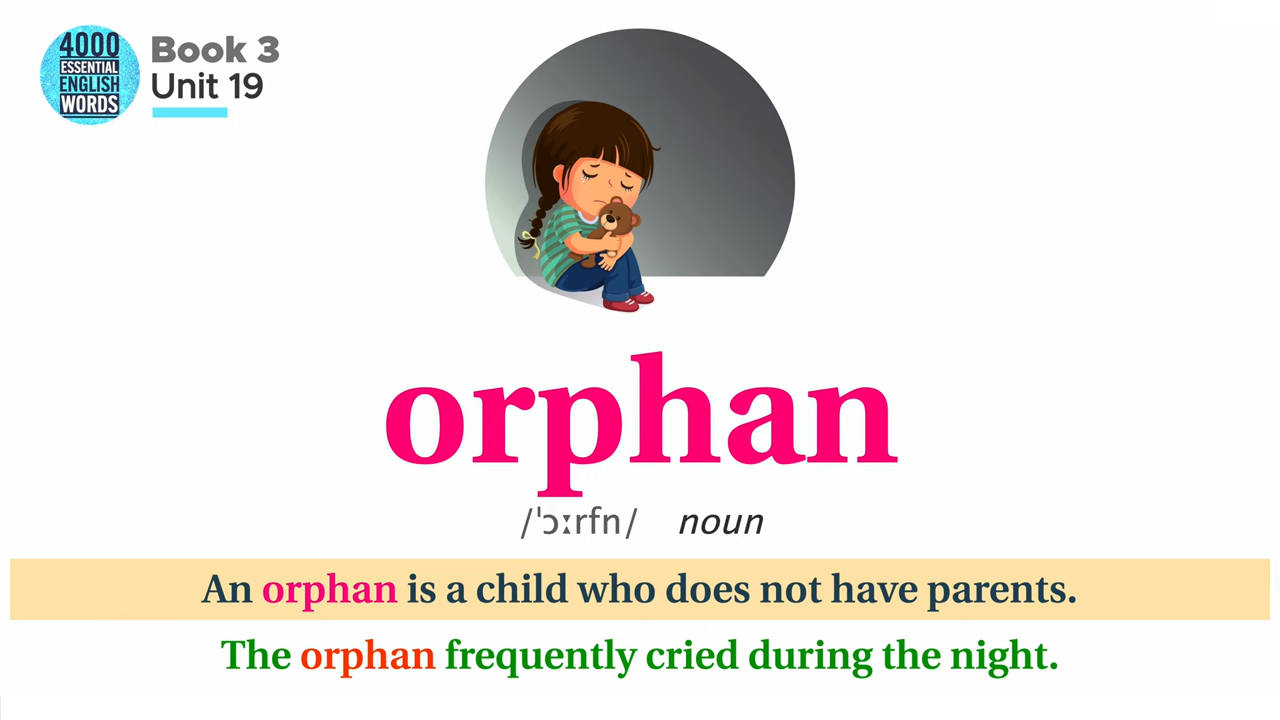 4000
ESSENTIAL
ENGLISH
WORDS
Book 3
Unit 19
orphan
/ˈɔːrfn/ noun
An orphan is a child who does not have parents.
The orphan frequently cried during the night.